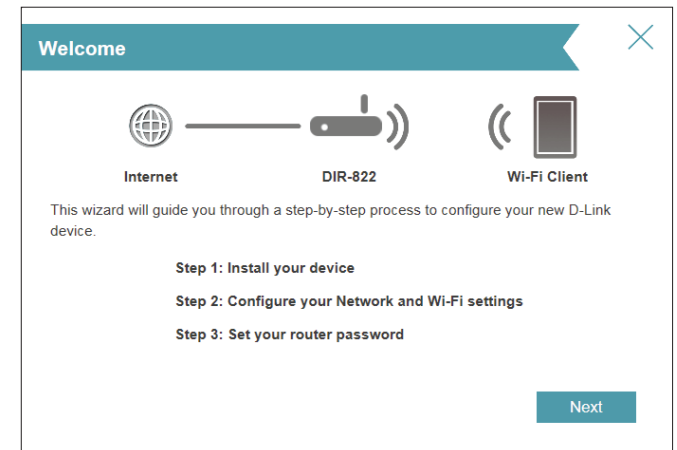 Welcome
Internet
DIR-822
Wi-Fi Client
This wizard will guide you through a step-by-step process to configure your new D-Link
device.
Step 1: Install your device
Step 2: Configure your Network and Wi-Fi settings
Step 3: Set your router password
Next